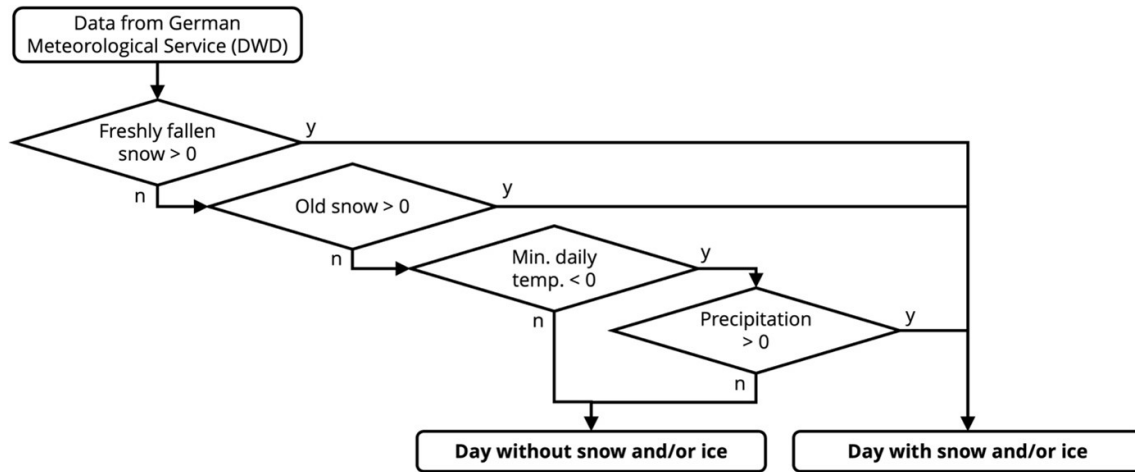 Data from German
Meteorological Service (DWD)
Freshly fallen
snow > 0
y
n
Old snow > 0
y
n
Min. daily
temp. < 0
y
n
Precipitation
> 0
y
n
Day without snow and/or ice
Day with snow and/or ice